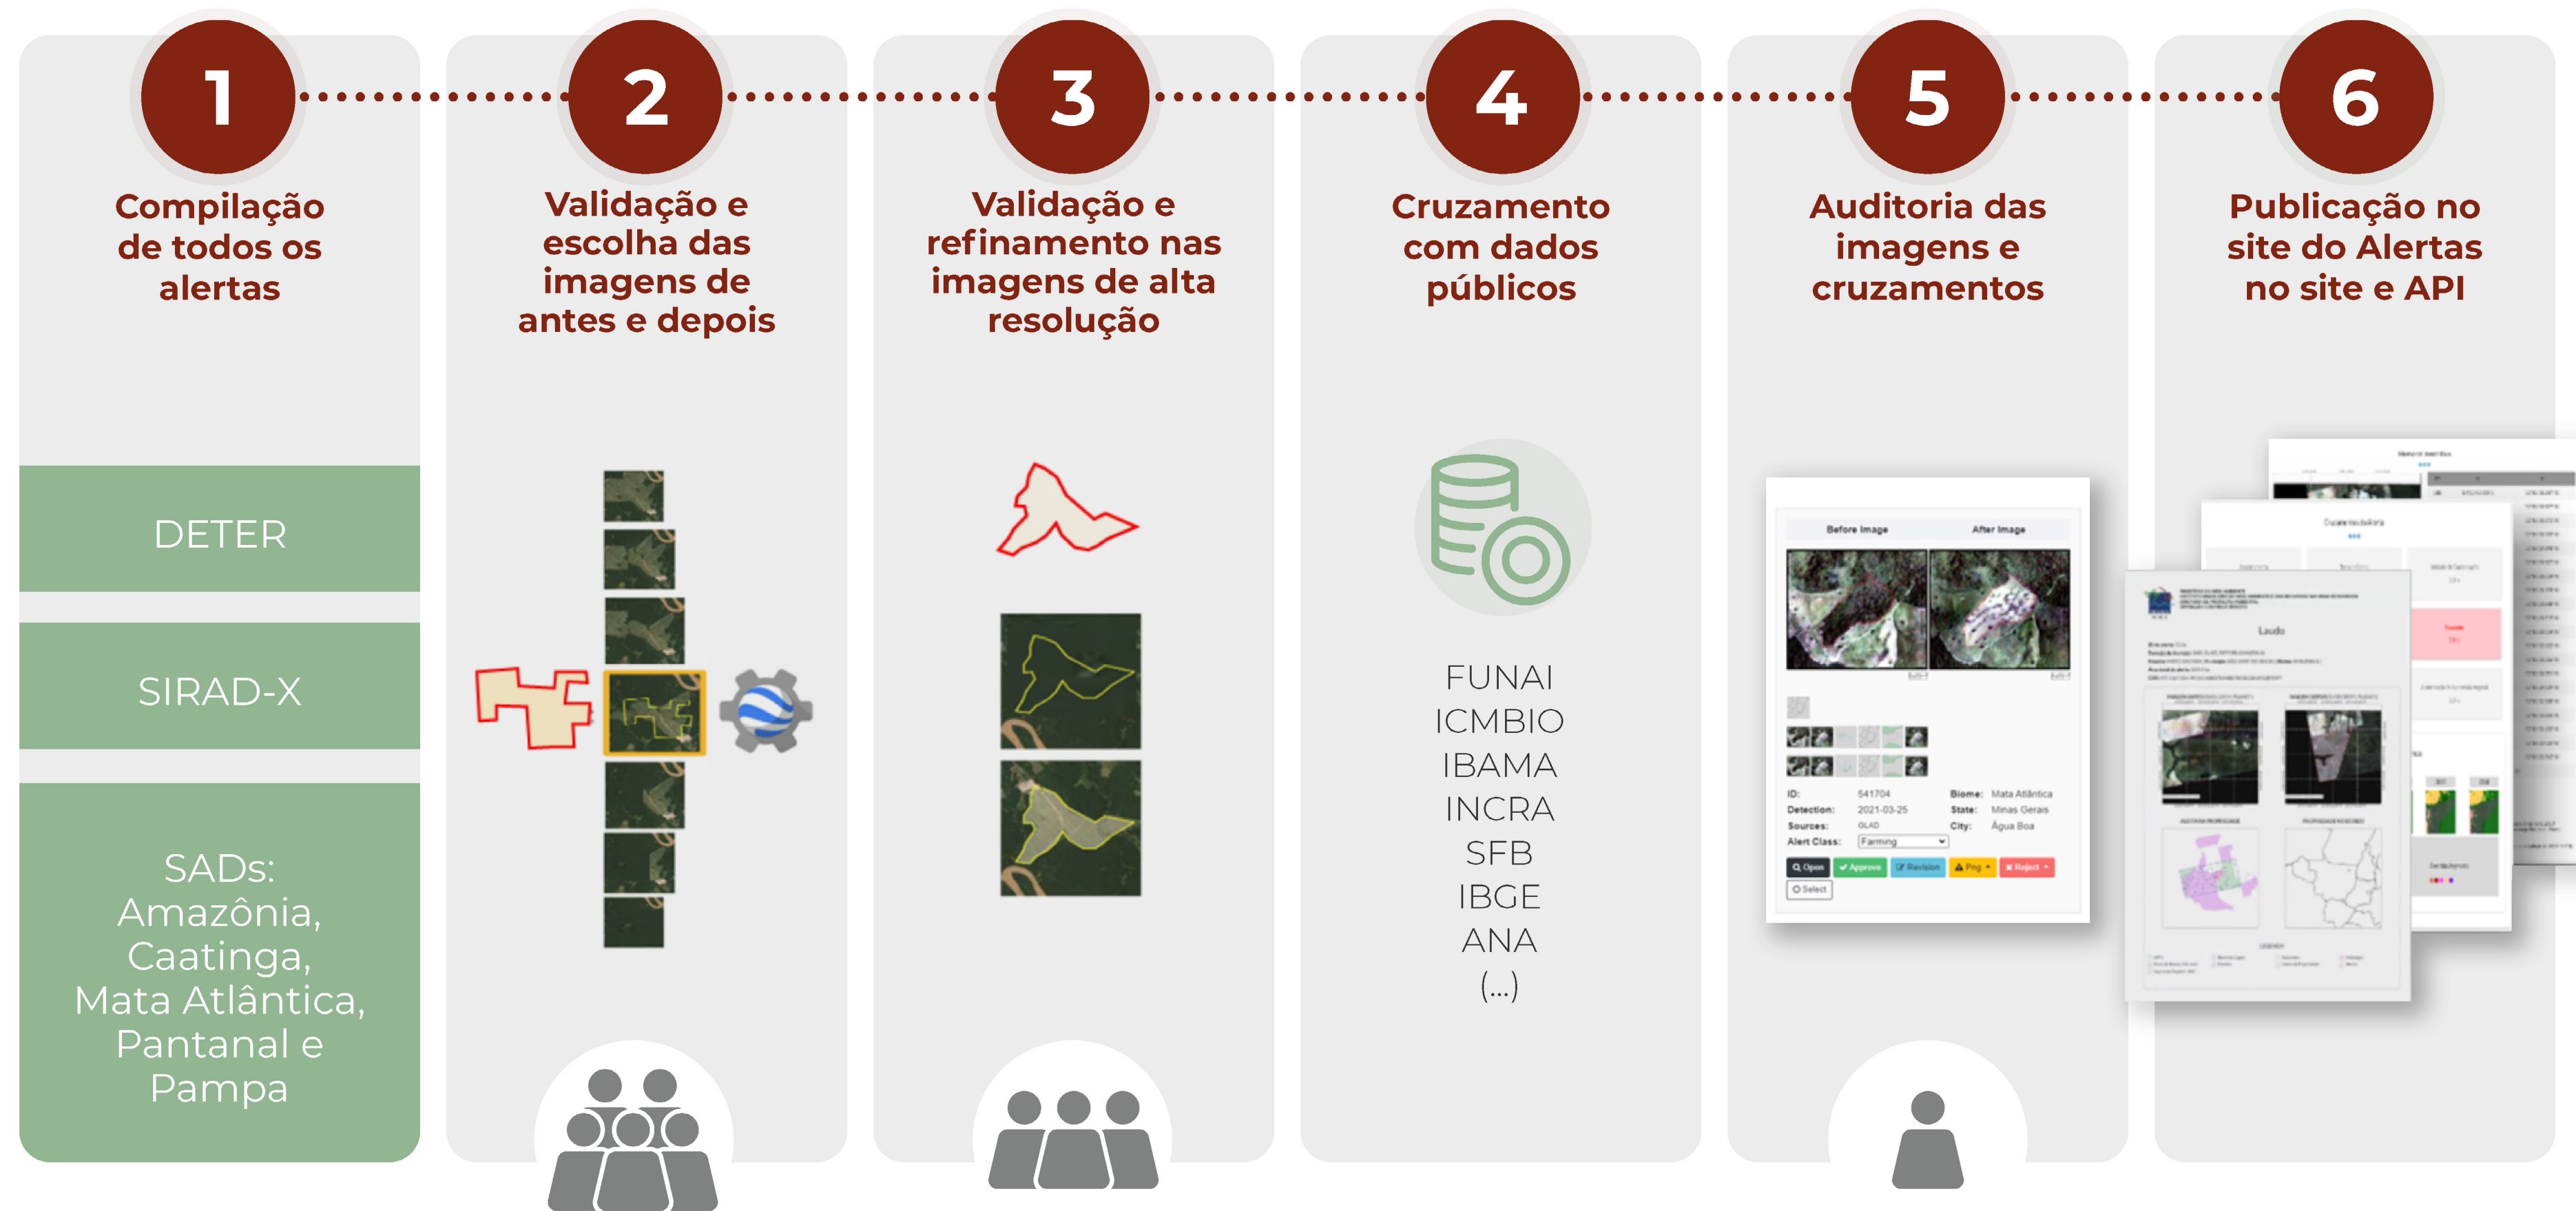 1
Compilação
de todos os
alertas
DETER
SIRAD-X
SADs:
Amazônia,
Caatinga,
Mata Atlântica,
Pantanal e
Pampa
2
Validação e
escolha das
imagens de
antes e depois
3
Validação e
refinamento nas
imagens de alta
resolução
4
Cruzamento
com dados
públicos
FUNAI
ICMBIO
IBAMA
INCRA
SFB
IBGE
ANA
(...)
5
Auditoria das
imagens e
cruzamentos
Before Image After Image
ID: 541704 Biome: Mata Atlântica
Detection: 2021-03-25 State: Minas Gerais
Sources: GLAD City: Água Boa
Alert Class: Farming
Open Approve Revision Png Reject
Select
6
Publicação no
site do Alertas
no site e API
Laudo